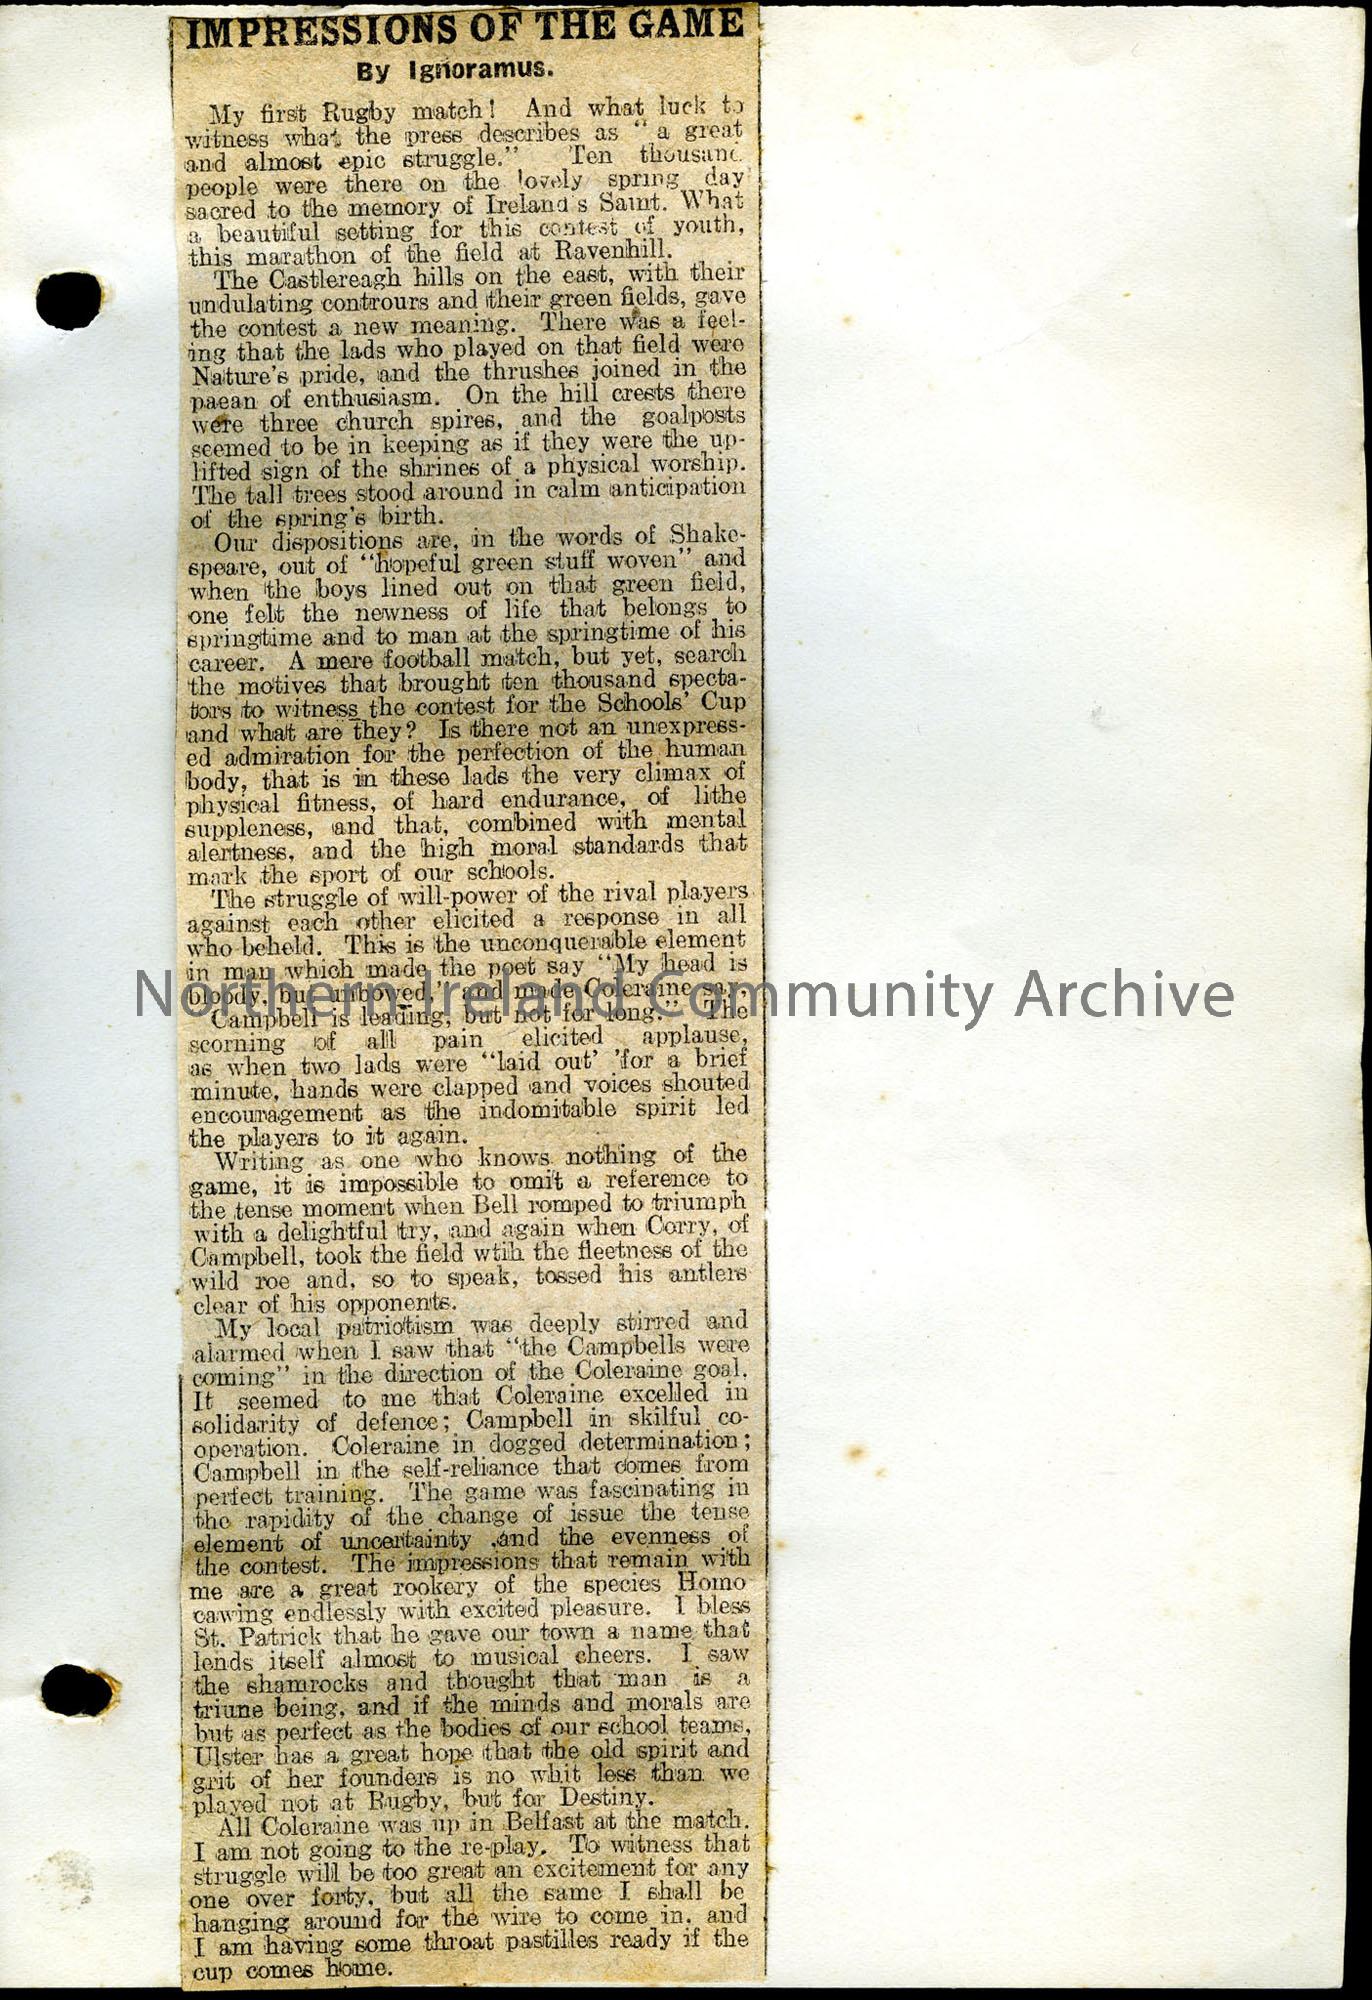 IMPRESSIONS OF THE GAME
By Ignoramus.
My first Rugby match! And what luck to
witness what the press describes as "a great
and almost epic struggle." Ten thousand
people were there on the lovely spring day
sacred to the memory of Ireland's Saint. What
a beautiful setting for this contest of youth,
this marathon of the field at Ravenhill.
The Castlereagh hills on the east, with their
undulating contrours and their green fields, gave
the contest a new meaning. There was a feel-
ing that the lads who played on that field were
Nature's pride, and the thrushes joined in the
paean of enthusiasm. On the hill crests there
were three church spires, and the goalposts
seemed to be in keeping as if they were the up-
lifted sign of the shrines of a physical worship.
The tall trees stood around in calm anticipation
of the spring's birth.
Our dispositions are, in the words of Shake-
speare, out of "hopeful green stuff woven" and
when the boys lined out on that green field,
one felt the newness of life that belongs to
springtime and to man at the springtime of his
career. A mere football match, but yet, search
the motives that brought ten thousand specta-
tors to witness the contest for the Schools' Cup
and what are they? Is there not an unexpress-
ed admiration for the perfection of the human
body, that is in these lads the very climax of
physical fitness, of hard endurance, of lithe
suppleness, and that, combined with mental
alertness, and the high moral standards that
mark the sport of our schools.
The struggle of will-power of the rival players
against each other elicited a response in all
who beheld. This is the unconquerable element
in man which made the poet say "My head is
bloody, but unbowed," and made Coleraine say,
Northern Ireland Community Archive
Campbell is leading, but not for long." The
scorning of all pain elicited applause,
as when two lads were "laid out' 'for a brief
minute, hands were clapped and voices shouted
encouragement as the indomitable spirit led
the players to it again.
Writing as one who knows nothing of the
game, it is impossible to omit a reference to
the tense moment when Bell romped to triumph
with a delightful try, and again when Corry, of
Campbell, took the field wtih the fleetness of the
wild roe and, so to speak, tossed his antlers
clear of his opponents.
My local patriotism was deeply stirred and
alarmed when I saw that "the Campbells were
coming" in the direction of the Coleraine goal.
It seemed to me that Coleraine excelled in
solidarity of defence; Campbell in skilful co-
operation. Coleraine in dogged determination;
Campbell in the self-reliance that comes from
perfect training. The game was fascinating in
the rapidity of the change of issue the tense
element of uncertainty ,and the evenness of
the contest. The impressions that remain with
me are a great rookery of the species Homo
cawing endlessly with excited pleasure. I bless
St. Patrick that he gave our town a name that
lends itself almost to musical cheers. I saw
the shamrocks and thought that man is a
triune being, and if the minds and morals are
but as perfect as the bodies of our school teams,
Ulster has a great hope that the old spirit and
grit of her founders is no whit less than we
played not at Rugby, but for Destiny.
All Coleraine was up in Belfast at the match.
I am not going to the re-play. To witness that
struggle will be too great an excitement for any
one over forty, but all the same I shall be
hanging around for the wire to come in, and
I am having some throat pastilles ready if the
cup comes home.